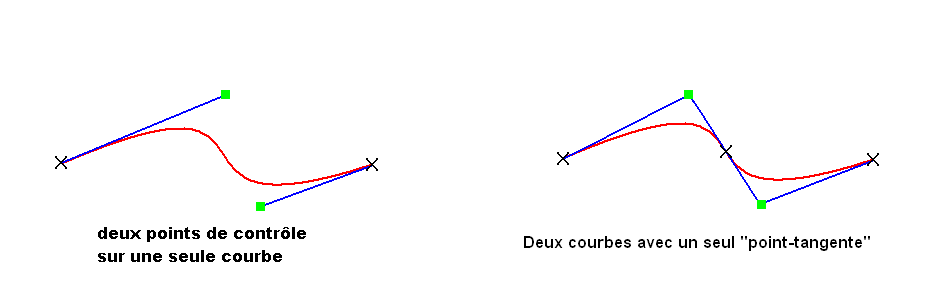 deux points de contrôle
sur une seule courbe
Deux courbes avec un seul "point-tangente"